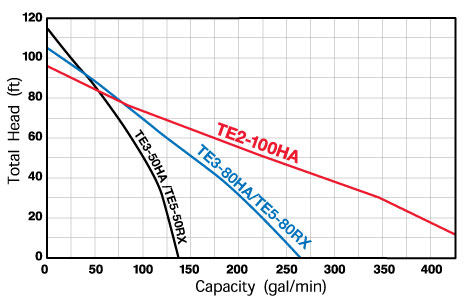 120
100
80
60
40
20
0
Total Head (ft)
TE2-100HA
TE3-80HA/TE5-80RX
TE3-50HA /TE5-50RX
0 50 100 150 200 250 300 350 400
Capacity (gal/min)